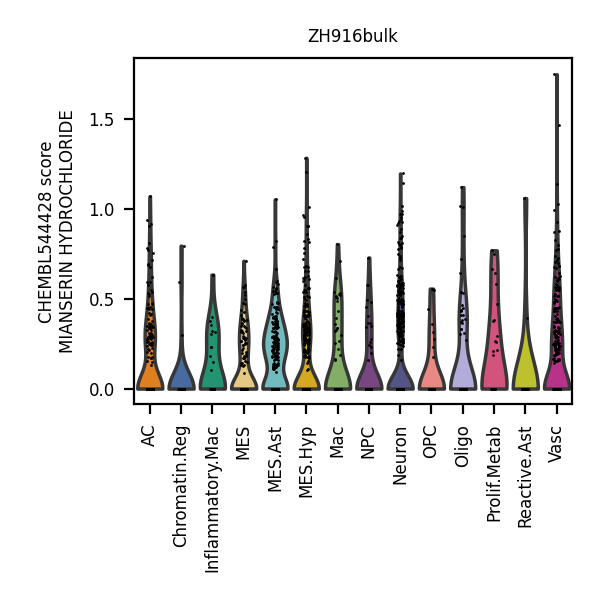 ZH916bulk
CHEMBL544428 score
MIANSERIN HYDROCHLORIDE
1.5
1.0
0.5
0.0
AC
Chromatin.Reg
Inflammatory.Mac
MES
MES.Ast
MES.Hyp
Mac
NPC
Neuron
OPC
Oligo
Prolif.Metab
Reactive.Ast
Vasc